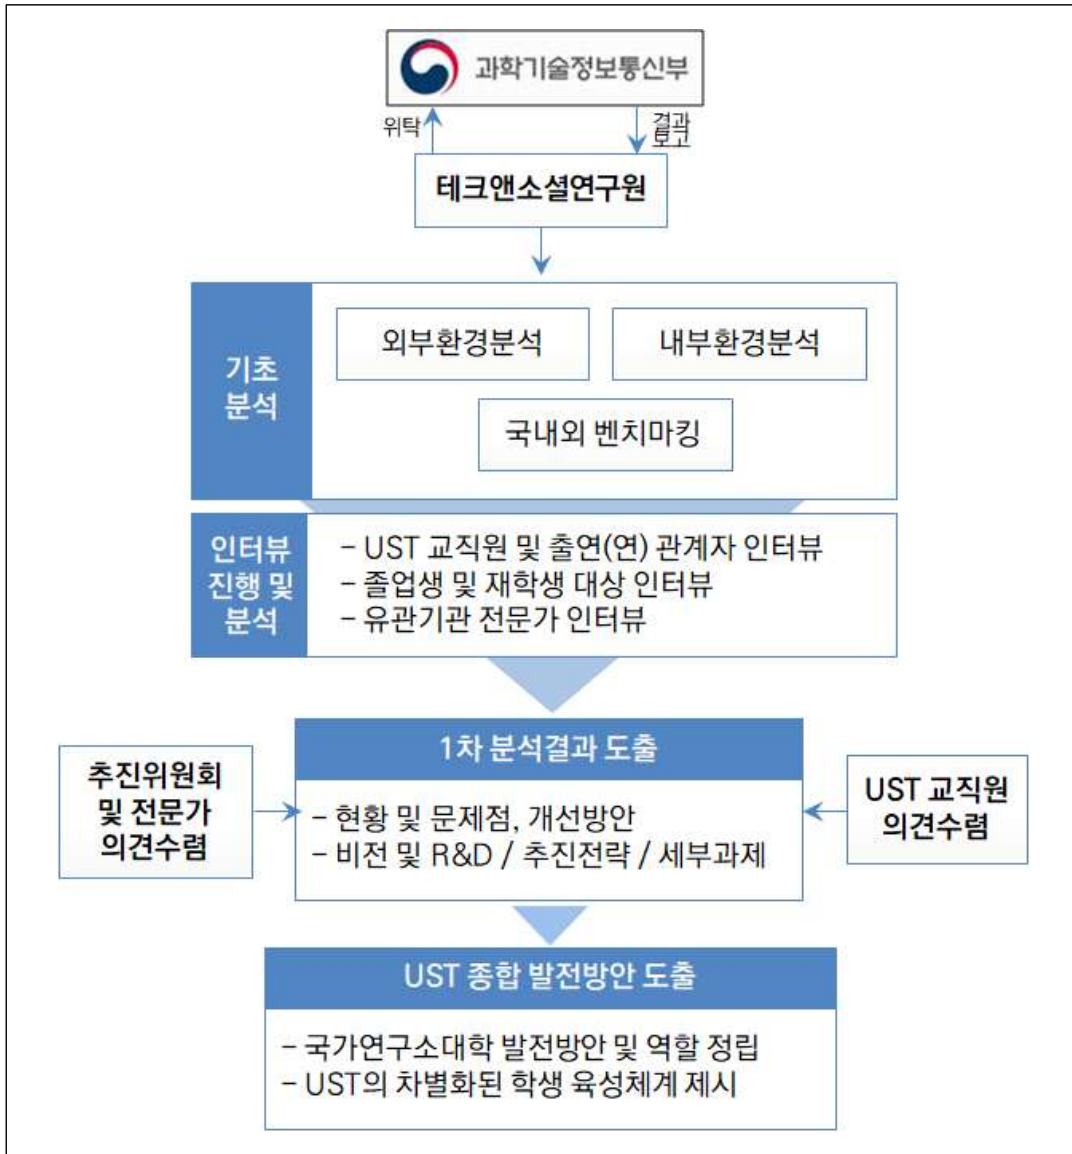 과학기술정보통신부
위탁
결과
보고
테크앤소셜연구원
기초
분석
외부환경분석
내부환경분석
국내외 벤치마킹
인터뷰
진행 및
분석
– UST 교직원 및 출연(연) 관계자 인터뷰
– 졸업생 및 재학생 대상 인터뷰
– 유관기관 전문가 인터뷰
1차 분석결과 도출
– 현황 및 문제점, 개선방안
– 비전 및 R&D / 추진전략 / 세부과제
추진위원회
및 전문가
의견수렴
UST 교직원
의견수렴
UST 종합 발전방안 도출
– 국가연구소대학 발전방안 및 역할 정립
– UST의 차별화된 학생 육성체계 제시